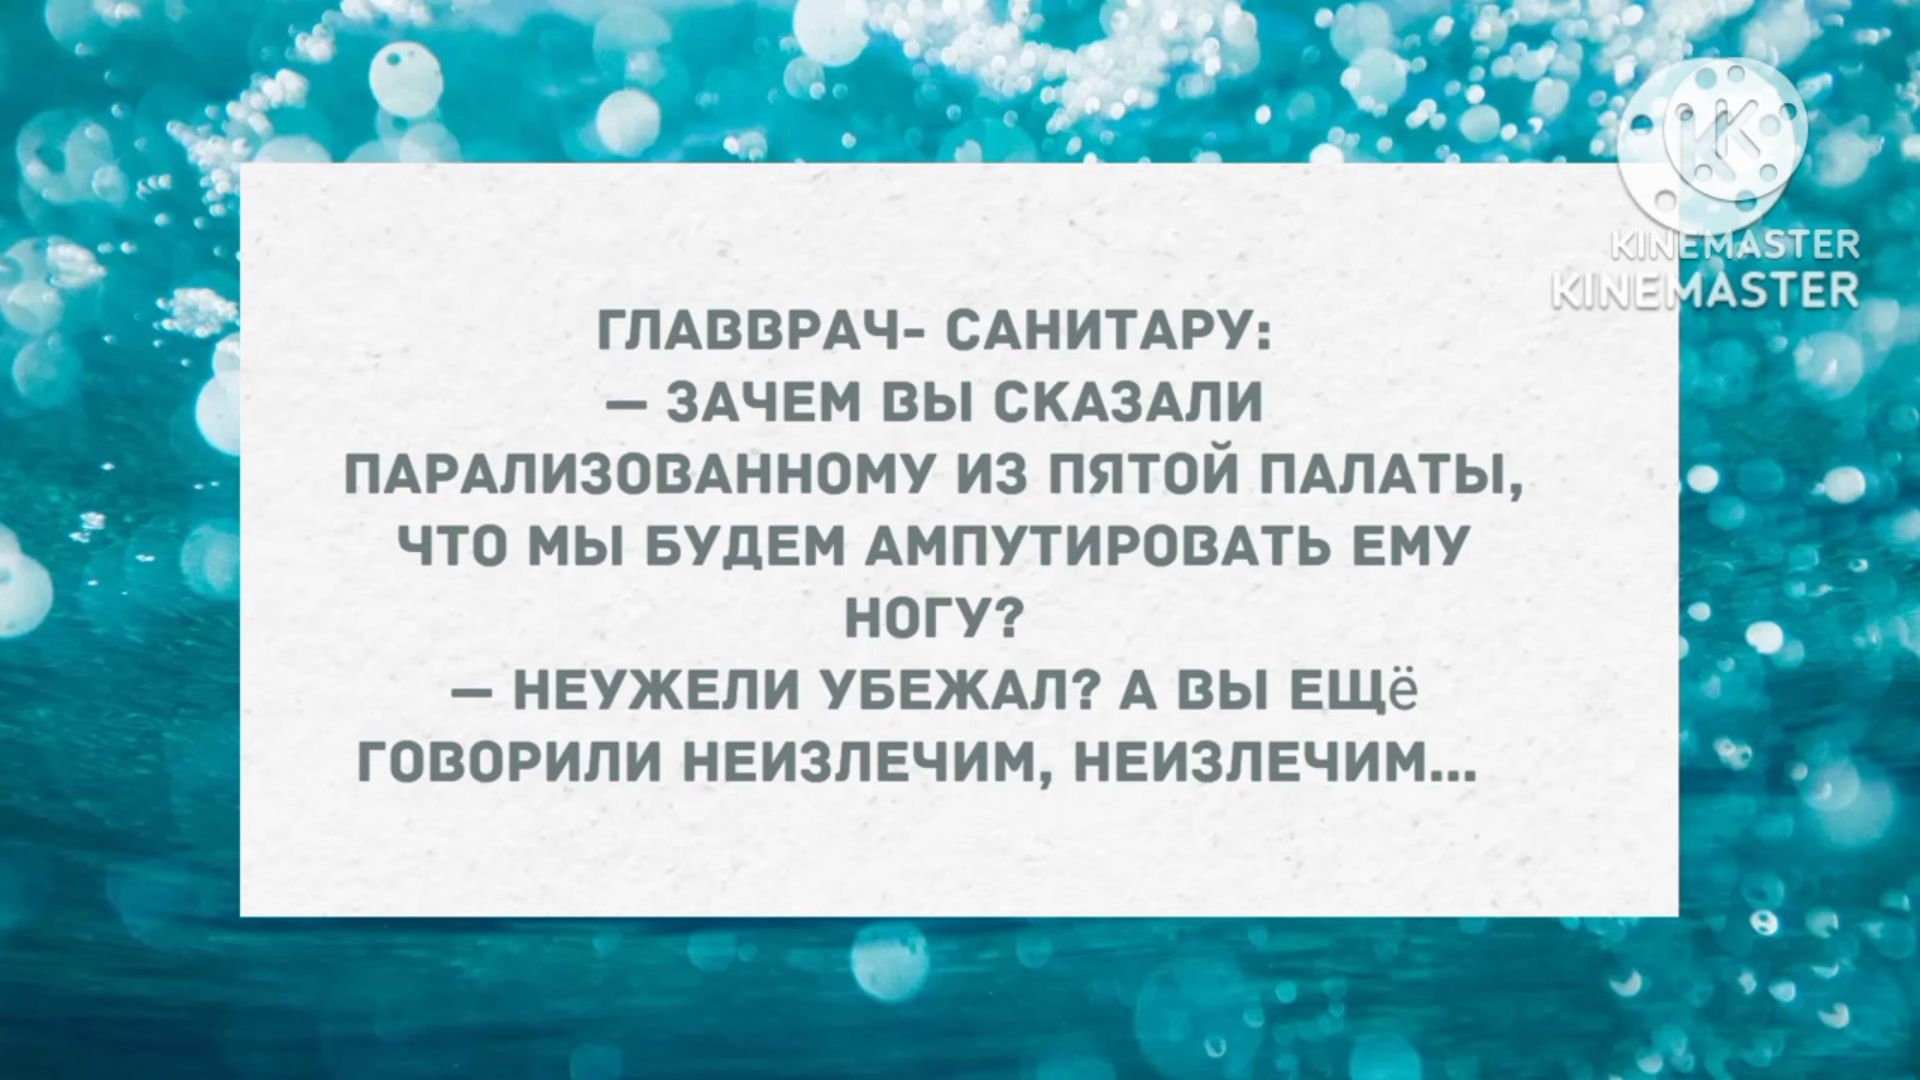 KINEMASTER
KINEMASTER
ГЛАВВРАЧ- САНИТАРУ:
— ЗАЧЕМ ВЫ СКАЗАЛИ
ПАРАЛИЗОВАННОМУ ИЗ ПЯТОЙ ПАЛАТЫ,
ЧТО МЫ БУДЕМ АМПУТИРОВАТЬ ЕМУ
НОГУ?
— НЕУЖЕЛИ УБЕЖАЛ? А ВЫ ЕЩё
ГОВОРИЛИ НЕИЗЛЕЧИМ, НЕИЗЛЕЧИМ...